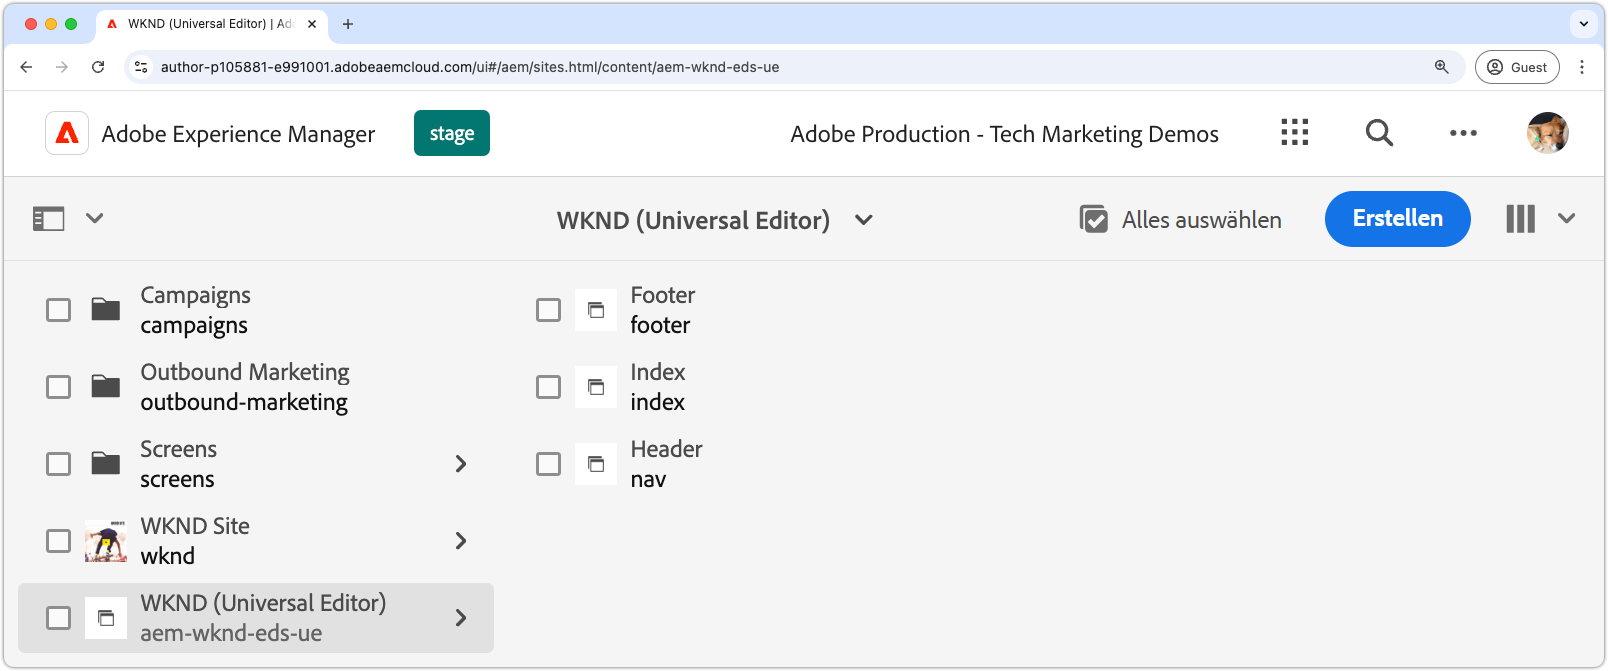 WKND (Universal Editor) | Ad
author-p105881-e991001.adobeaemcloud.com/ui#/aem/sites.html/content/aem-wknd-eds-ue
Guest
Adobe Experience Manager
stage
Adobe Production - Tech Marketing Demos
WKND (Universal Editor)
Alles auswählen
Erstellen
Campaigns
campaigns
Outbound Marketing
outbound-marketing
Screens
screens
WKND Site
wknd
WKND (Universal Editor)
aem-wknd-eds-ue
Footer
footer
Index
index
Header
nav